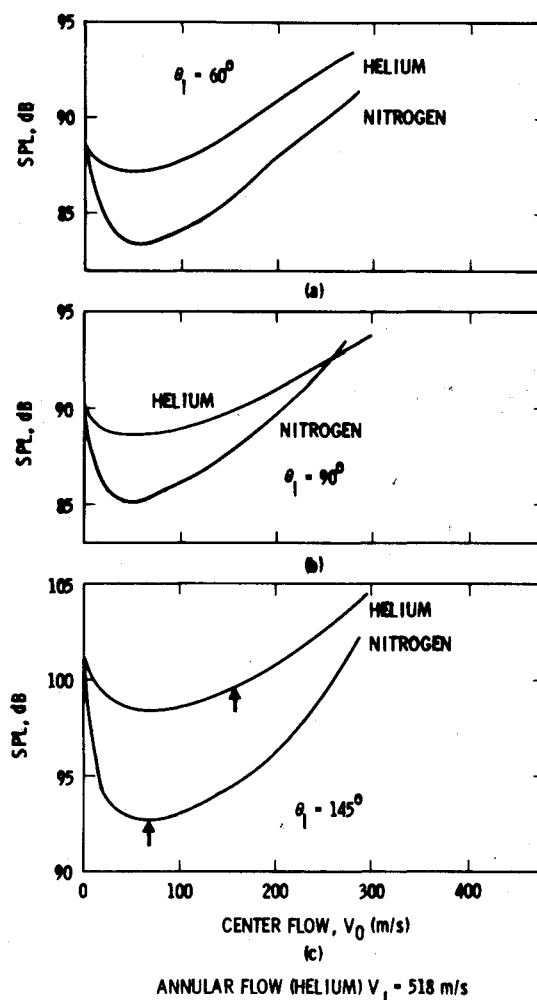 95
θ₁ = 60°
HELIUM
90
NITROGEN
SPL, dB
85
(a)
95
HELIUM
90
NITROGEN
SPL, dB
θ₁ = 90°
85
(b)
105
HELIUM
NITROGEN
100
SPL, dB
95
θ₁ = 145°
90
0 100 200 300 400
CENTER FLOW, V₀ (m/s)
(c)
ANNULAR FLOW (HELIUM) V₁ = 518 m/s